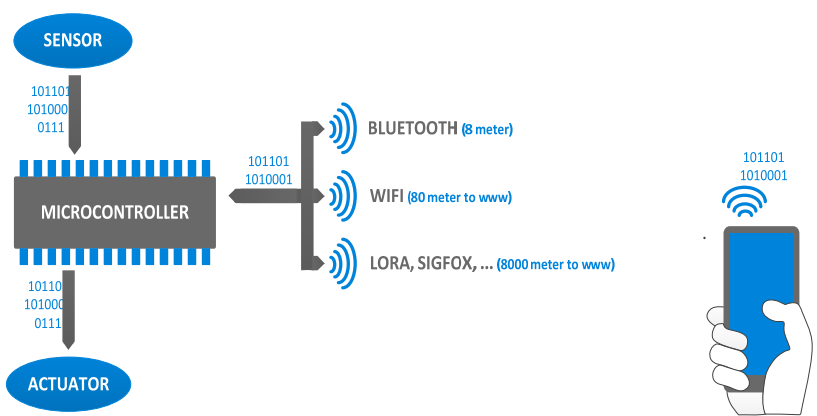 SENSOR
101101
101000
0111
MICROCONTROLLER
101101
1010001
BLUETOOTH (8 meter)
WIFI (80 meter to www)
LORA, SIGFOX, ... (8000 meter to www)
101101
1010001
10110
101000
0111
ACTUATOR